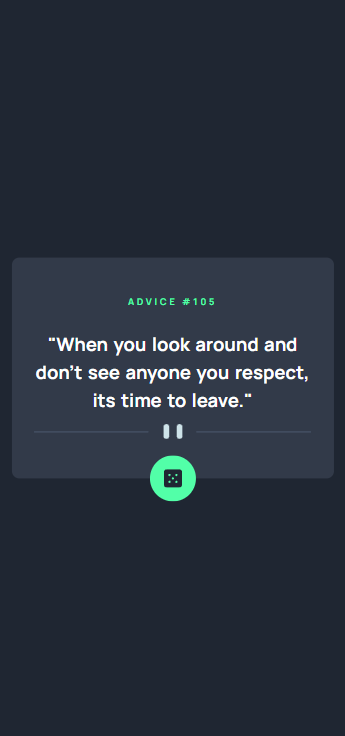 ADVICE #105
"When you look around and
don't see anyone you respect,
its time to leave."